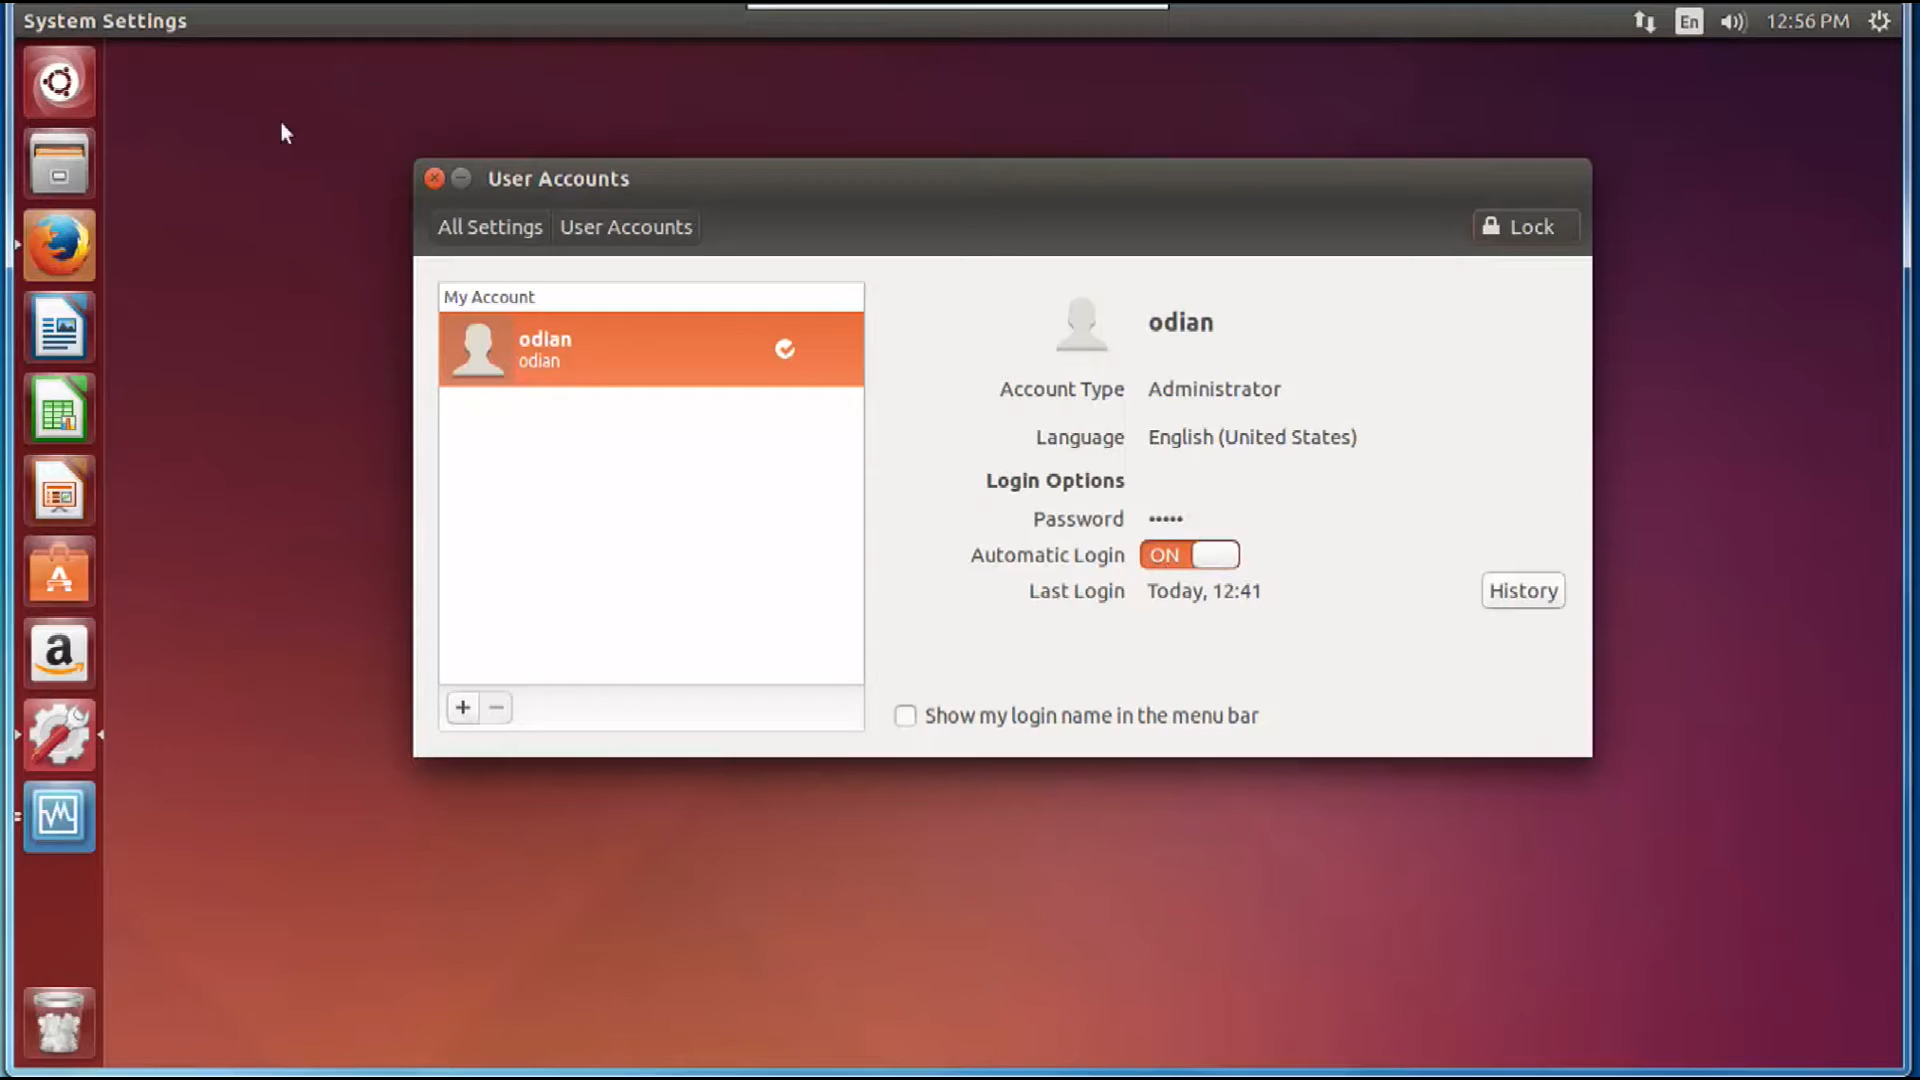 System Settings
En
12:56 PM
User Accounts
All Settings
User Accounts
Lock
My Account
odian
odian
odian
Account Type
Administrator
Language
English (United States)
Login Options
Password
•••••
Automatic Login
ON
Last Login
Today, 12:41
History
+
−
Show my login name in the menu bar